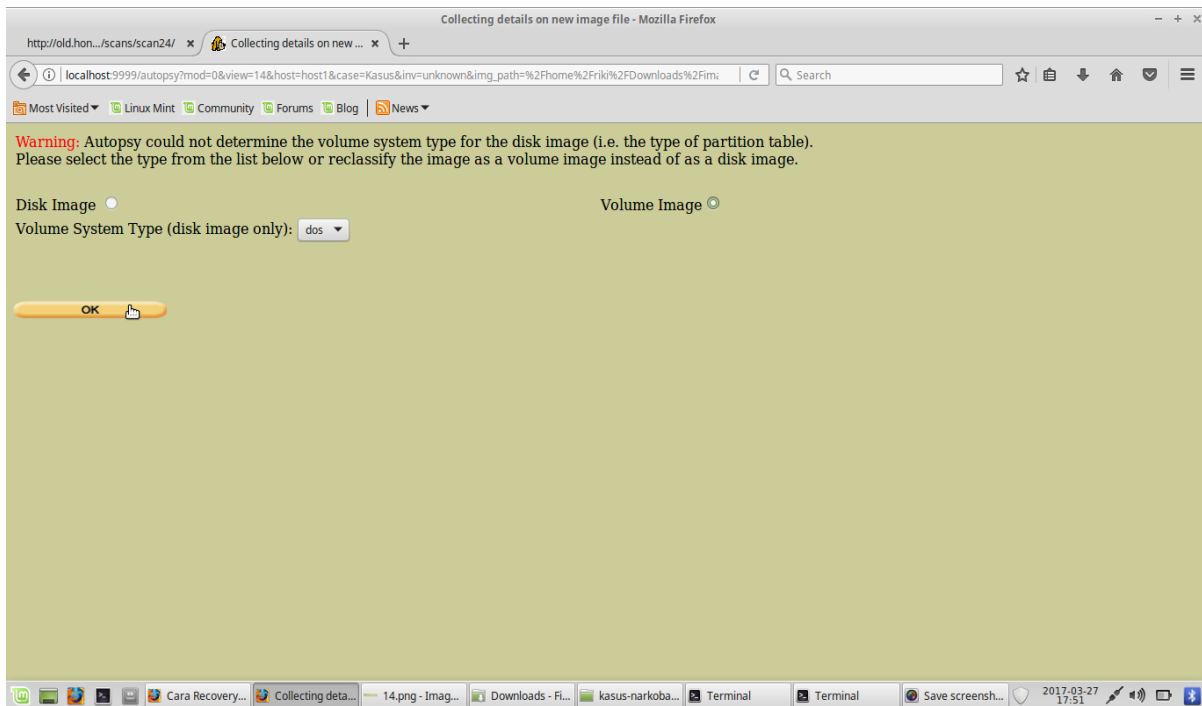 Collecting details on new image file - Mozilla Firefox
http://old.hon.../scans/scan24/ Collecting details on new ...
localhost:9999/autopsy?mod=0&view=14&host=host1&case=Kasus&inv=unknown&img_path=%2Fhome%2Friki%2FDownloads%2Fima Search
Most Visited Linux Mint Community Forums Blog News
Warning: Autopsy could not determine the volume system type for the disk image (i.e. the type of partition table).
Please select the type from the list below or reclassify the image as a volume image instead of as a disk image.
Disk Image Volume Image
Volume System Type (disk image only): dos
OK
Cara Recovery... Collecting deta... 14.png - Imag... Downloads - Fi... kasus-narkoba... Terminal Terminal Save screensh... 2017-03-27
17:51